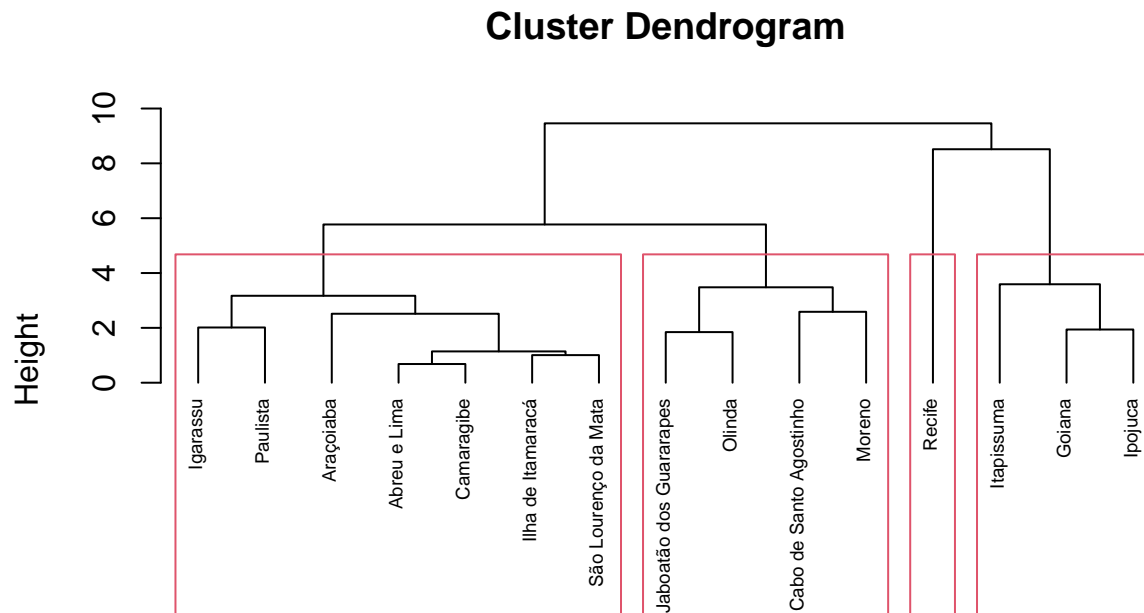 Cluster Dendrogram
Height
10
8
6
4
2
0
Igarassu
Paulista
Araçoiaba
Abreu e Lima
Camaragibe
Ilha de Itamaracá
São Lourenço da Mata
Jaboatão dos Guararapes
Olinda
Cabo de Santo Agostinho
Moreno
Recife
Itapissuma
Goiana
Ipojuca